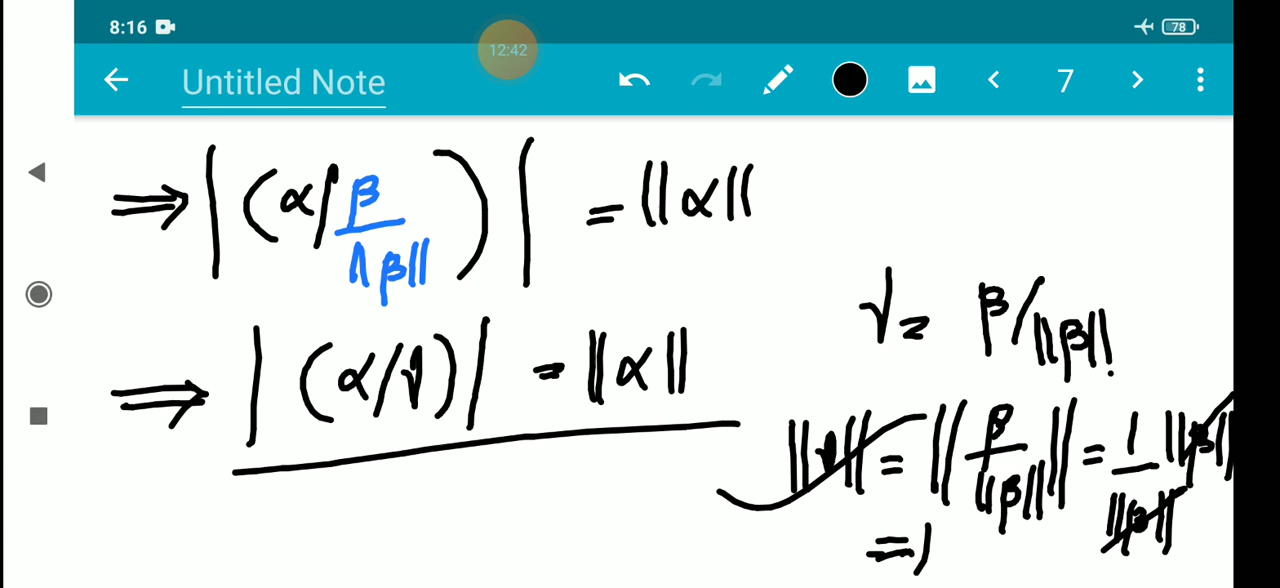 8:16 78
12:42
Untitled Note 7
⟹ |(α/ β/‖β‖ )| = ‖α‖
γ = β/‖β‖
⟹ |(α/γ)| = ‖α‖
‖γ‖ = ‖β/‖β‖‖ = 1/‖β‖ ‖β‖
= 1